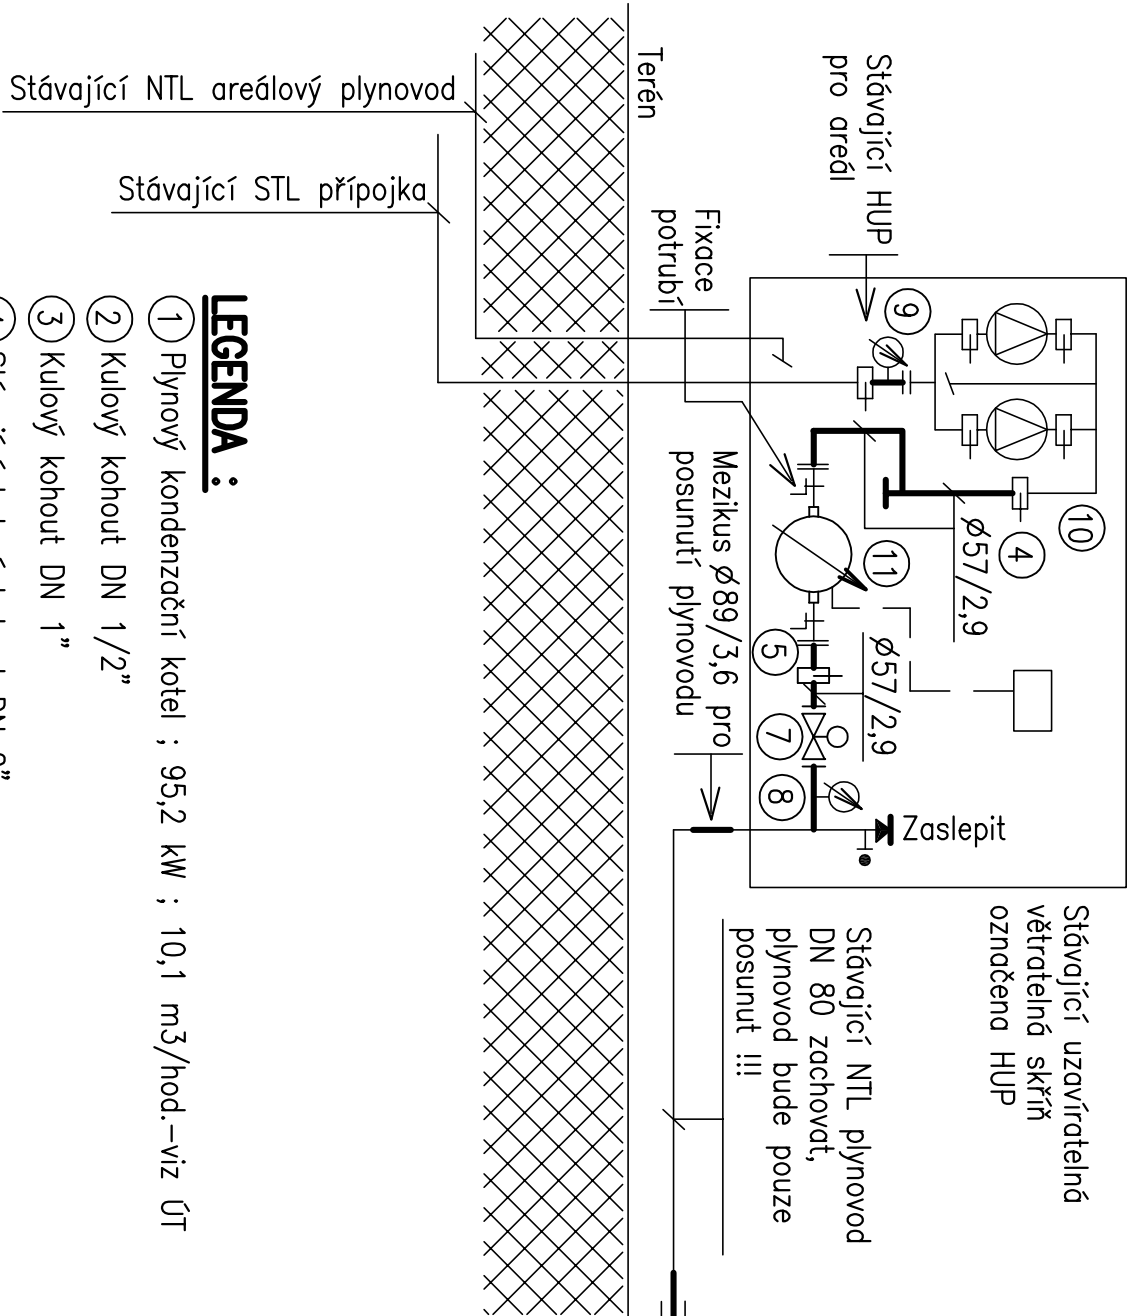 Stávající NTL areálový plynovod
Stávající STL přípojka
Terén
Stávající HUP
pro areál
Fixace
potrubí
9
10
4
Ø57/2,9
11
5
Ø57/2,9
7
8
Mezikus Ø89/3,6 pro
posunutí plynovodu
Zaslepit
Stávající uzavíratelná
větratelná skříň
označena HUP
Stávající NTL plynovod
DN 80 zachovat,
plynovod bude pouze
posunut !!!
LEGENDA :
1 Plynový kondenzační kotel ; 95,2 kW ; 10,1 m3/hod.-viz ÚT
2 Kulový kohout DN 1/2"
3 Kulový kohout DN 1"